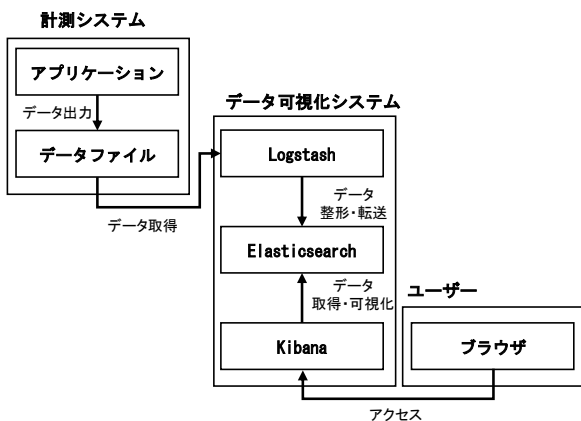 計測システム
アプリケーション
データ出力
データファイル
データ取得
データ可視化システム
Logstash
データ
整形・転送
Elasticsearch
データ
取得・可視化
Kibana
ユーザー
ブラウザ
アクセス